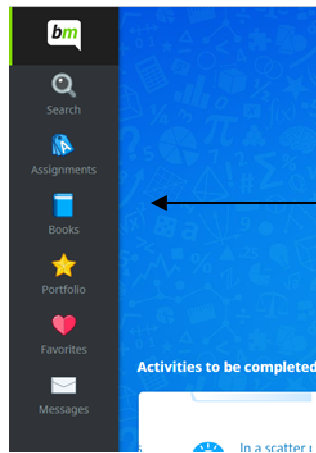 bm
Search
Assignments
Books
Portfolio
Favorites
Messages
Activities to be completed
In a scatter